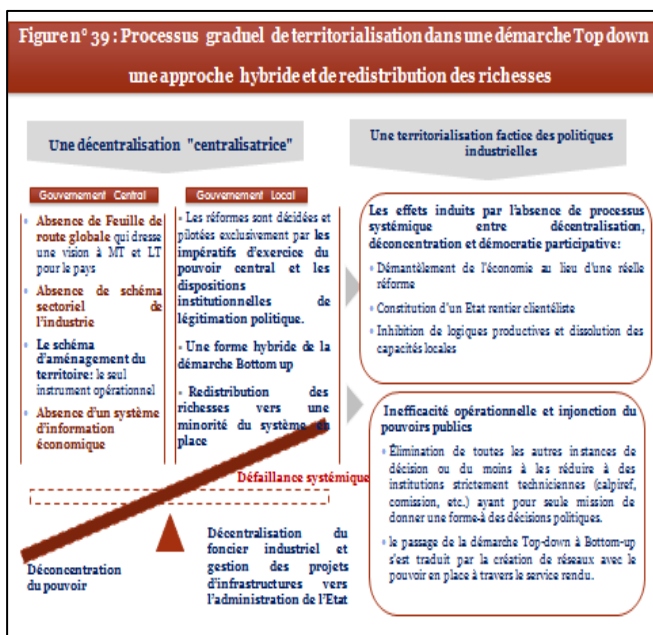 Figure n° 39 : Processus graduel de territorialisation dans une démarche Top down
une approche hybride et de redistribution des richesses
Une décentralisation "centralisatrice"
Gouvernement Central
• Absence de Feuille de
route globale qui dresse
une vision à MT et LT
pour le pays
• Absence de schéma
sectoriel de
l'industrie
• Le schéma
d'aménagement du
territoire: le seul
instrument opérationnel
• Absence d'un système
d'information
économique
Gouvernement Local
• Les réformes sont décidées et
pilotées exclusivement par les
impératifs d'exercice du
pouvoir central et les
dispositions
institutionnelles de
légitimation politique.
• Une forme hybride de la
démarche Bottom up
• Redistribution des
richesses vers une
minorité du système en
place
Défaillance systémique
Déconcentration
du pouvoir
Décentralisation du
foncier industriel et
gestion des projets
d'infrastructures vers
l'administration de l'Etat
Une territorialisation factice des politiques
industrielles
Les effets induits par l'absence de processus
systémique entre décentralisation,
déconcentration et démocratie participative:
• Démantèlement de l'économie au lieu d'une réelle
réforme
• Constitution d'un Etat rentier clientéliste
• Inhibition de logiques productives et dissolution des
capacités locales
Inefficacité opérationnelle et injonction du
pouvoirs publics
• Élimination de toutes les autres instances de
décision ou du moins à les réduire à des
institutions strictement techniciennes (calpiref,
comission, etc.) ayant pour seule mission de
donner une forme-à des décisions politiques.
• le passage de la démarche Top-down à Bottom-up
s'est traduit par la création de réseaux avec le
pouvoir en place à travers le service rendu.